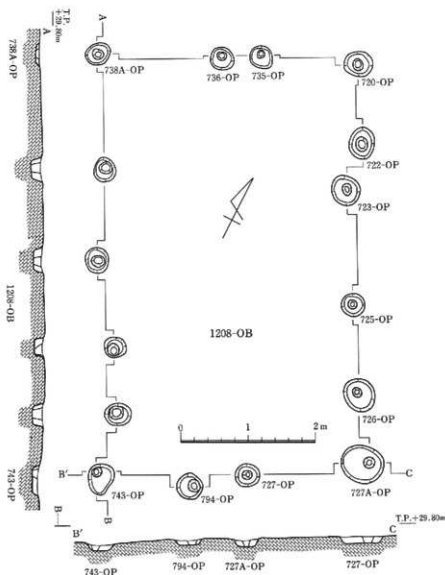 T.P.
+29.80m
A
A
738A-OP
738A-OP
736-OP
735-OP
720-OP
722-OP
723-OP
1208-OB
1208-OB
725-OP
726-OP
0
1
2 m
743-OP
B'
743-OP
794-OP
727-OP
727A-OP
C
B
B
B'
T.P.+29.80m
C
743-OP
794-OP
727A-OP
727-OP